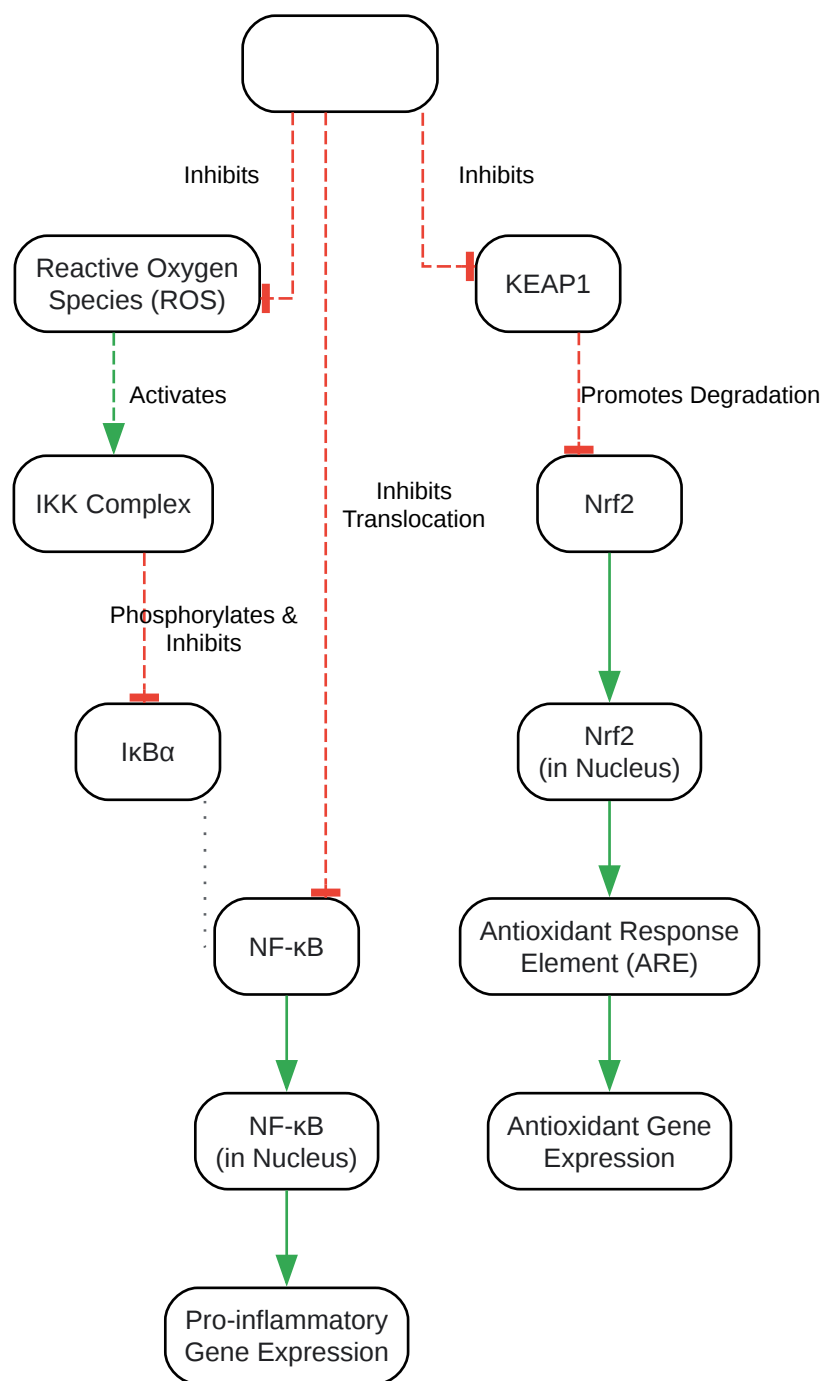 Inhibits
Inhibits
Reactive Oxygen
Species (ROS)
KEAP1
Activates
Promotes Degradation
IKK Complex
Inhibits
Translocation
Nrf2
Phosphorylates &
Inhibits
IκBα
Nrf2
(in Nucleus)
NF-κB
Antioxidant Response
Element (ARE)
NF-κB
(in Nucleus)
Antioxidant Gene
Expression
Pro-inflammatory
Gene Expression